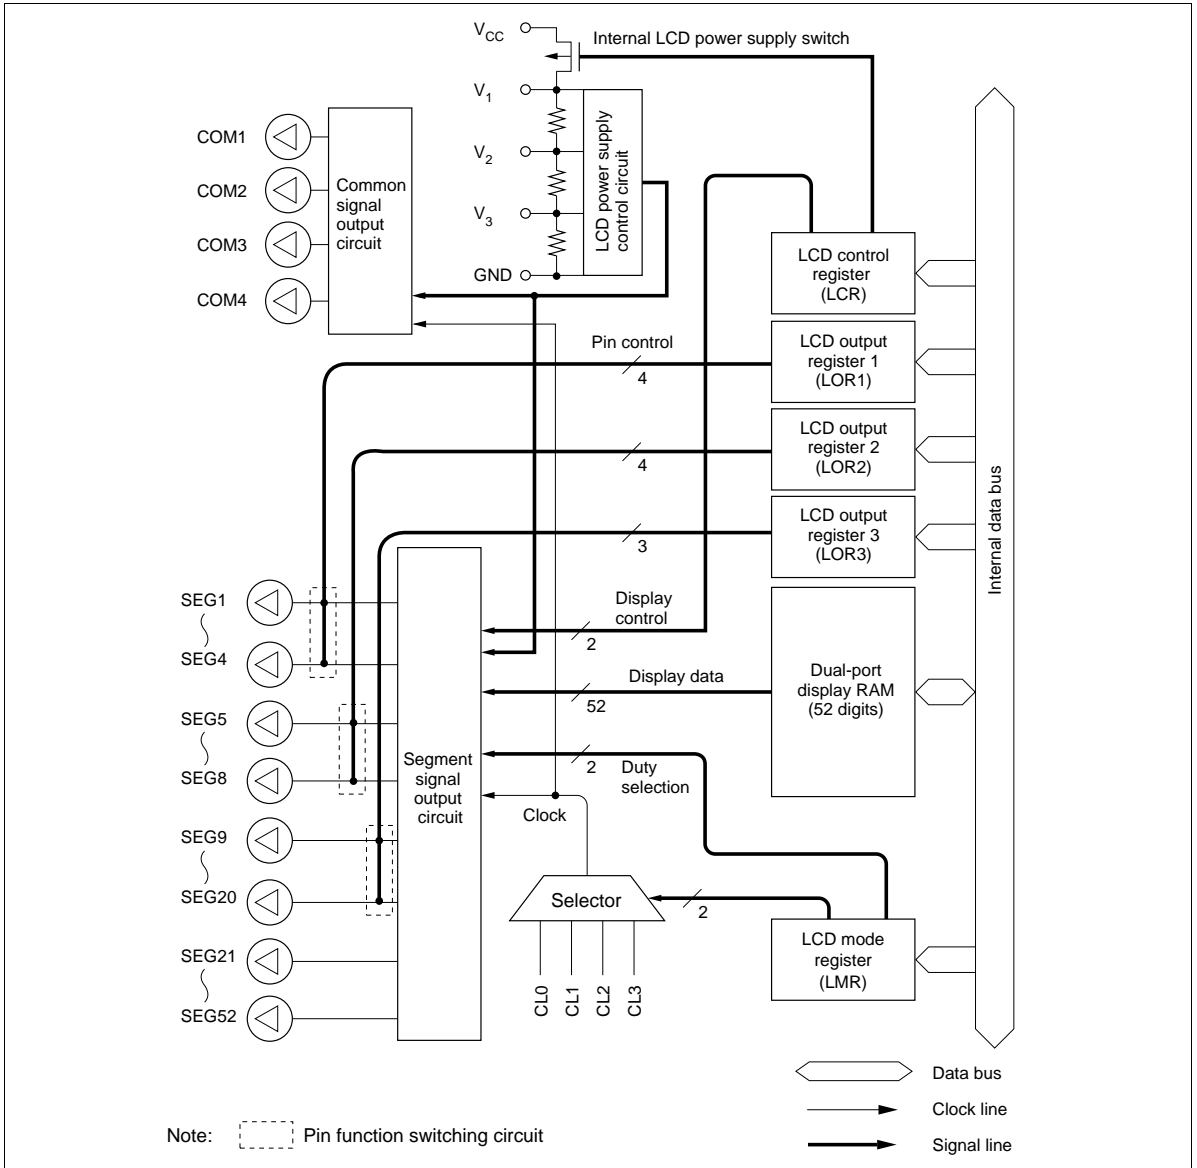 VCC
Internal LCD power supply switch
V1
V2
V3
GND
LCD power supply
control circuit
COM1
COM2
COM3
COM4
Common
signal
output
circuit
LCD control
register
(LCR)
Pin control
4
LCD output
register 1
(LOR1)
4
LCD output
register 2
(LOR2)
3
LCD output
register 3
(LOR3)
Internal data bus
SEG1
SEG4
SEG5
SEG8
SEG9
SEG20
SEG21
SEG52
Segment
signal
output
circuit
Display
control
2
Display data
52
Dual-port
display RAM
(52 digits)
2
Duty
selection
Clock
Selector
2
CL0
CL1
CL2
CL3
LCD mode
register
(LMR)
Data bus
Clock line
Signal line
Note:
Pin function switching circuit